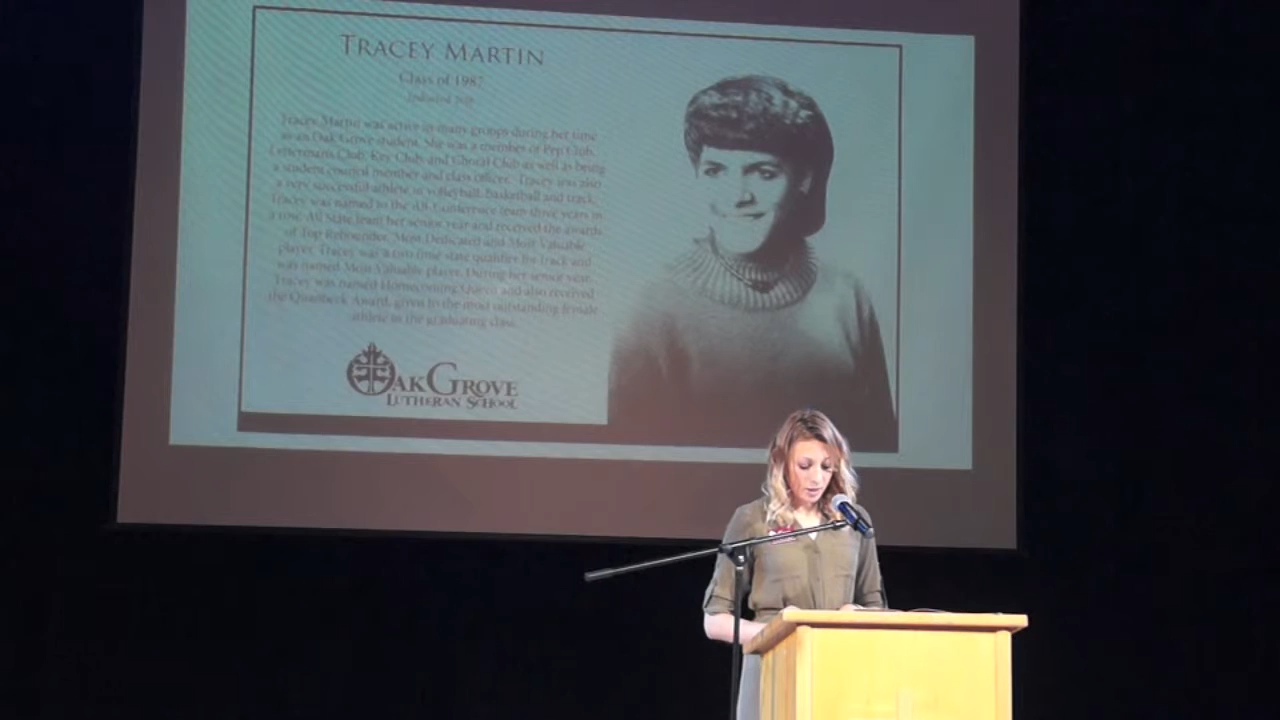 TRACEY MARTIN
Class of 1987
Tracey Martin was active in many groups during her time
as an Oak Grove student. She was a member of Pep Club,
Lettermans Club, Key Club and Choral Club as well as being
a student council member and class officer. Tracey was also
a very successful athlete in volleyball, Basketball and track.
Tracey was named to the All-Conference team three years in
a row, All State team her senior year and received the awards
of Top Rebounder, Most Dedicated and Most Valuable
player. Tracey was a two time state qualifier for track and
was named Most Valuable player. During her senior year,
Tracey was named Homecoming Queen and also received
the Quanbeck Award, given to the most outstanding female
athlete in the graduating class.
OAK GROVE
LUTHERAN SCHOOL